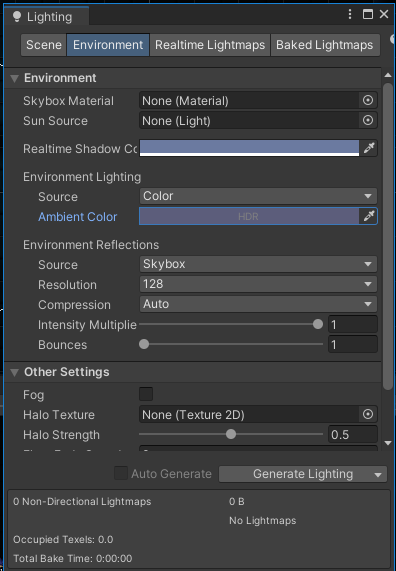 Lighting
Scene Environment Realtime Lightmaps Baked Lightmaps
Environment
Skybox Material None (Material)
Sun Source None (Light)
Realtime Shadow Co
Environment Lighting
Source Color
Ambient Color HDR
Environment Reflections
Source Skybox
Resolution 128
Compression Auto
Intensity Multiplie 1
Bounces 1
Other Settings
Fog
Halo Texture None (Texture 2D)
Halo Strength 0.5
Auto Generate Generate Lighting
0 Non-Directional Lightmaps 0 B
No Lightmaps
Occupied Texels: 0.0
Total Bake Time: 0:00:00